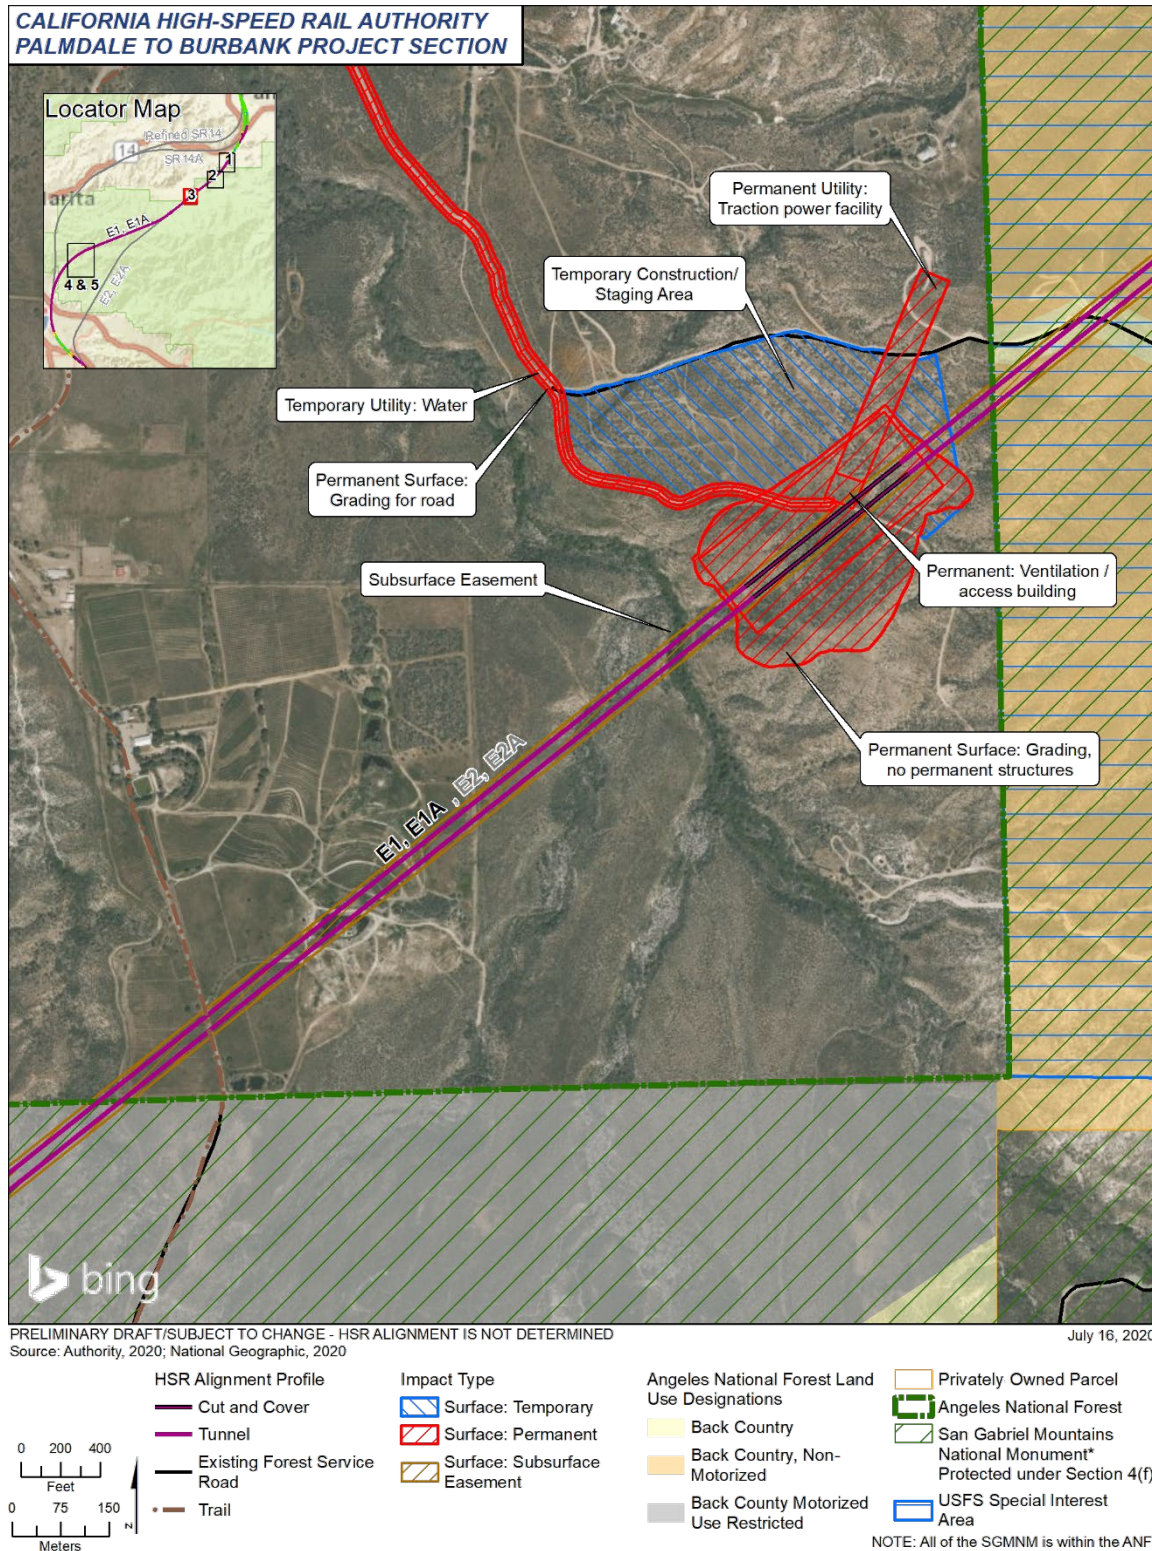 CALIFORNIA HIGH-SPEED RAIL AUTHORITY
PALMDALE TO BURBANK PROJECT SECTION
Locator Map
Refined SR14
14
SR14A
1
2
3
arita
E1, E1A
4 & 5
E2, E2A
Permanent Utility:
Traction power facility
Temporary Construction/
Staging Area
Temporary Utility: Water
Permanent Surface:
Grading for road
Subsurface Easement
Permanent: Ventilation /
access building
Permanent Surface: Grading,
no permanent structures
E1, E1A , E2, E2A
bing
PRELIMINARY DRAFT/SUBJECT TO CHANGE - HSR ALIGNMENT IS NOT DETERMINED
July 16, 2020
Source: Authority, 2020; National Geographic, 2020
HSR Alignment Profile
Cut and Cover
Tunnel
Existing Forest Service
Road
Trail
Impact Type
Surface: Temporary
Surface: Permanent
Surface: Subsurface
Easement
Angeles National Forest Land
Use Designations
Back Country
Back Country, Non-
Motorized
Back County Motorized
Use Restricted
Privately Owned Parcel
Angeles National Forest
San Gabriel Mountains
National Monument*
Protected under Section 4(f)
USFS Special Interest
Area
0 200 400
Feet
0 75 150
Meters
N
NOTE: All of the SGMNM is within the ANF